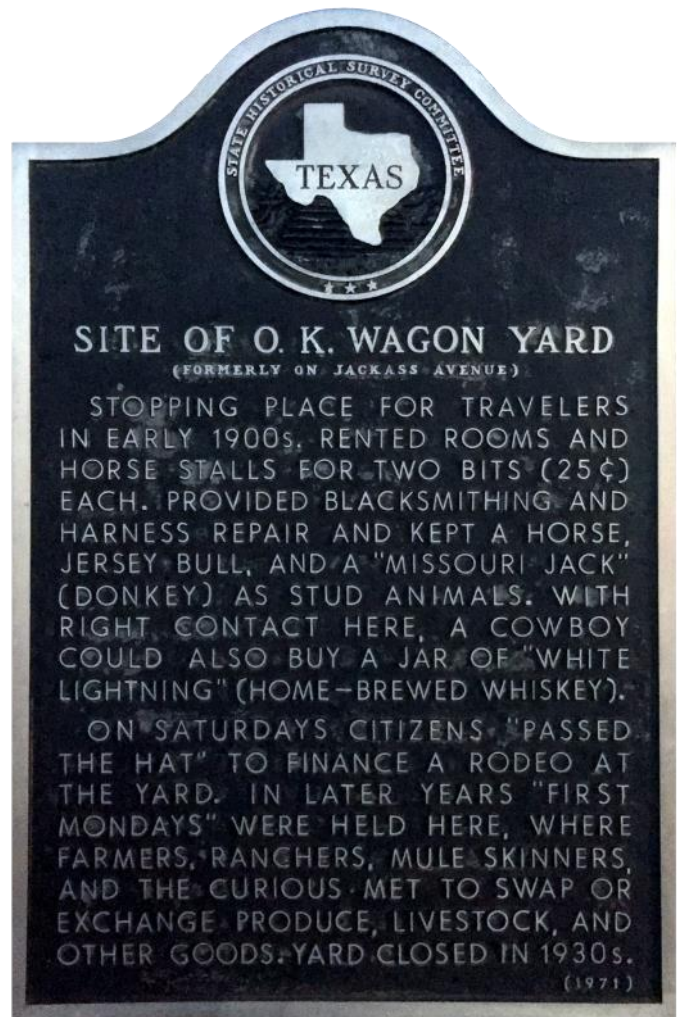 STATE HISTORICAL SURVEY COMMITTEE
TEXAS
SITE OF O. K. WAGON YARD
(FORMERLY ON JACKASS AVENUE)
STOPPING PLACE FOR TRAVELERS
IN EARLY 1900s. RENTED ROOMS AND
HORSE STALLS FOR TWO BITS (25¢)
EACH. PROVIDED BLACKSMITHING AND
HARNESS REPAIR AND KEPT A HORSE,
JERSEY BULL, AND A "MISSOURI JACK"
(DONKEY) AS STUD ANIMALS. WITH
RIGHT CONTACT HERE, A COWBOY
COULD ALSO BUY A JAR OF "WHITE
LIGHTNING" (HOME-BREWED WHISKEY).
ON SATURDAYS CITIZENS "PASSED
THE HAT" TO FINANCE A RODEO AT
THE YARD. IN LATER YEARS "FIRST
MONDAYS" WERE HELD HERE, WHERE
FARMERS, RANCHERS, MULE SKINNERS,
AND THE CURIOUS MET TO SWAP OR
EXCHANGE PRODUCE, LIVESTOCK, AND
OTHER GOODS. YARD CLOSED IN 1930s.
(1971)